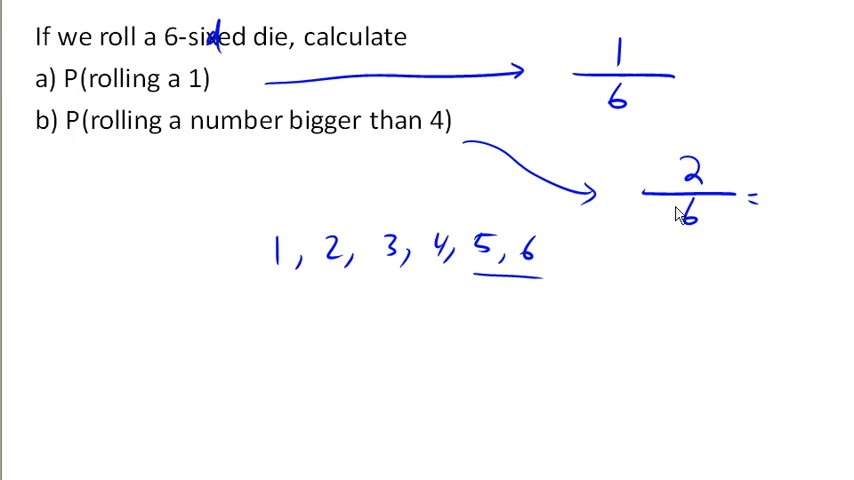 If we roll a 6-sided die, calculate
a) P(rolling a 1)
1
6
b) P(rolling a number bigger than 4)
2
6 =
1, 2, 3, 4, 5, 6